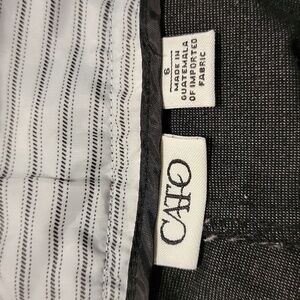 6
MADE IN
GUATEMALA
OF IMPORTED
FABRIC
CATO